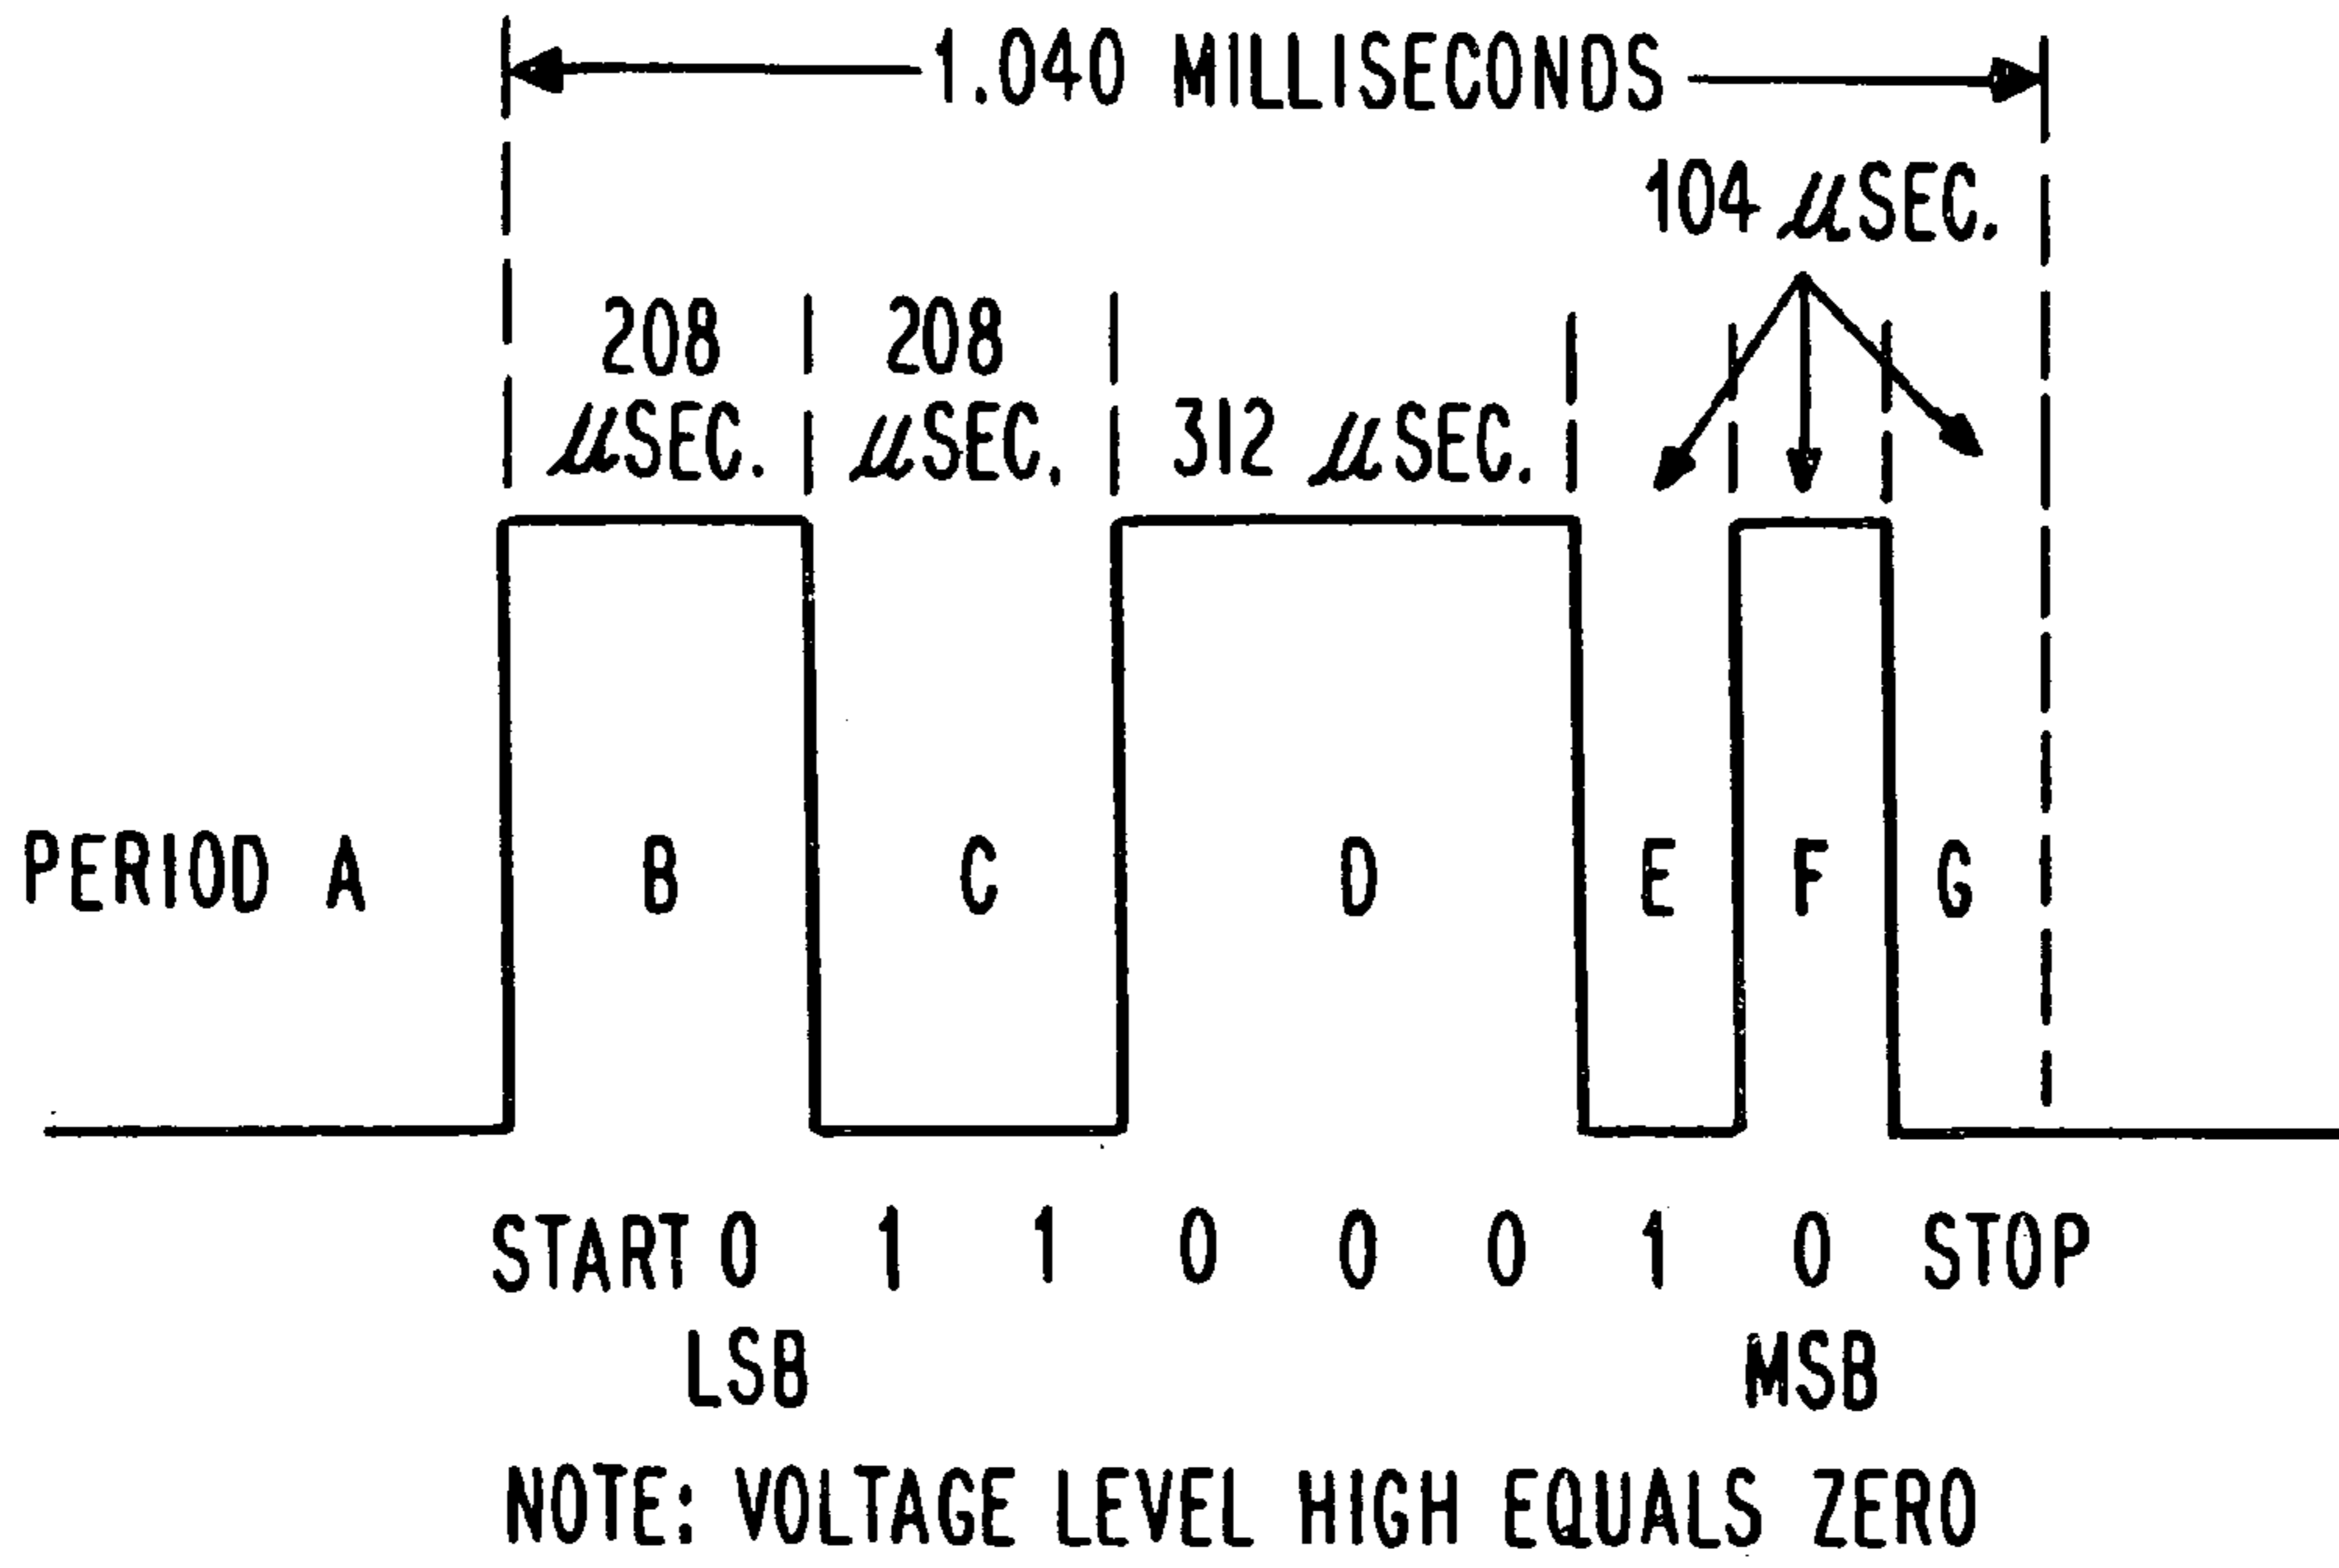 1.040 MILLISECONDS
104 µSEC.
208 208
µSEC. µSEC. 312 µSEC.
PERIOD A B C D E F G
START 0 1 1 0 0 0 1 0 STOP
LSB MSB
NOTE: VOLTAGE LEVEL HIGH EQUALS ZERO